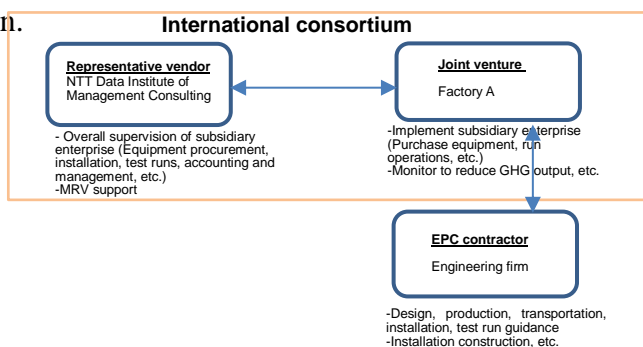 n.
International consortium
Representative vendor
NTT Data Institute of
Management Consulting
Joint venture
Factory A
- Overall supervision of subsidiary
enterprise (Equipment procurement,
installation, test runs, accounting and
management, etc.)
-MRV support
-Implement subsidiary enterprise
(Purchase equipment, run
operations, etc.)
-Monitor to reduce GHG output, etc.
EPC contractor
Engineering firm
-Design, production, transportation,
installation, test run guidance
-Installation construction, etc.